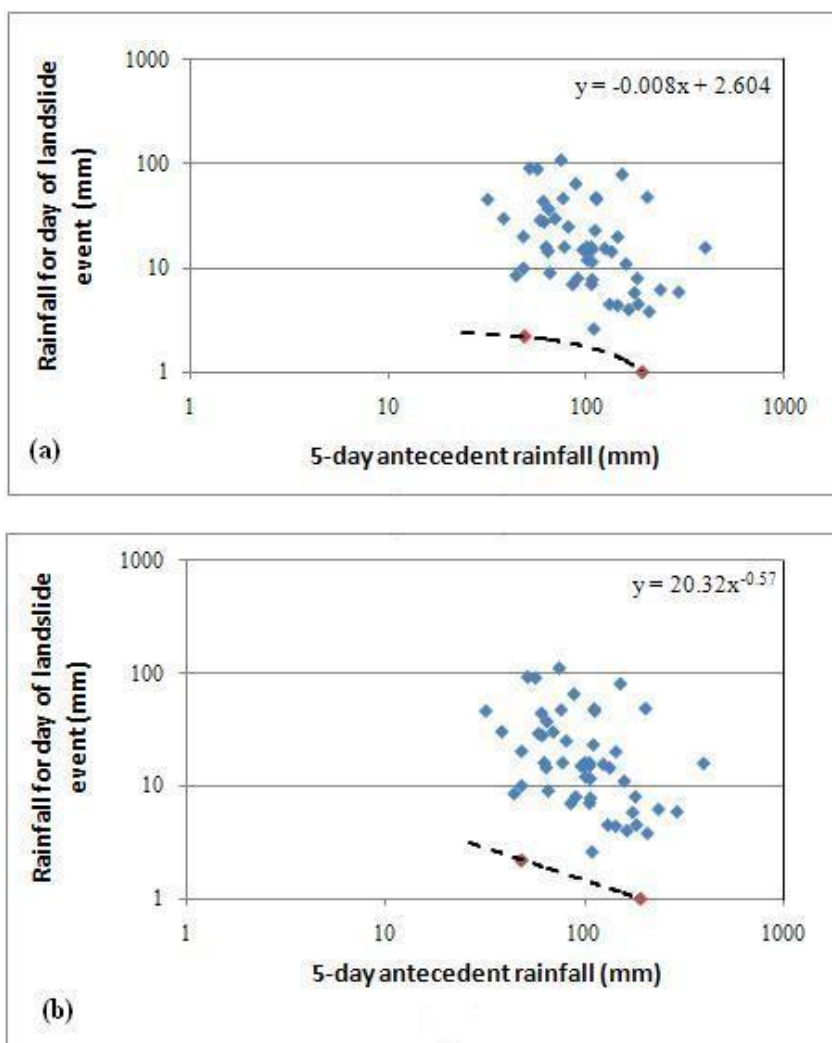 1000
y = -0.008x + 2.604
100
10
1
1 10 100 1000
Rainfall for day of landslide
event (mm)
5-day antecedent rainfall (mm)
(a)
1000
y = 20.32x^-0.57
100
10
1
1 10 100 1000
Rainfall for day of landslide
event (mm)
5-day antecedent rainfall (mm)
(b)